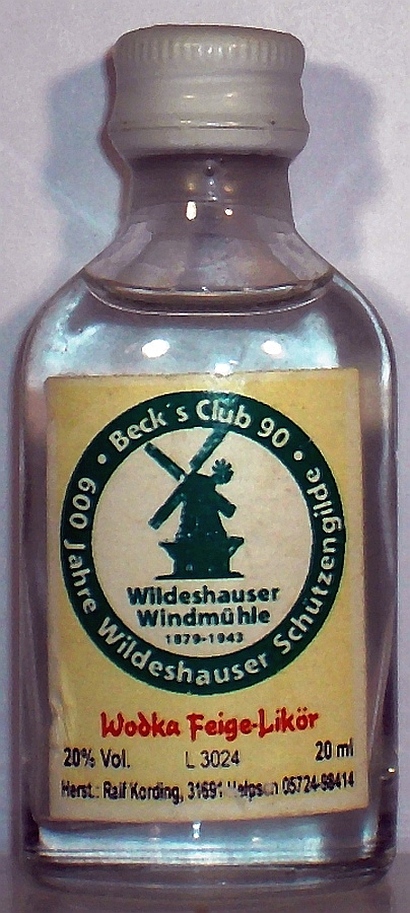 • Beck's Club 90 •
600 Jahre Wildeshauser Schützengilde
Wildeshauser
Windmühle
1879-1943
Wodka Feige-Likör
20% Vol. L 3024 20 ml
Herst.: Ralf Kording, 31691 05724-98414